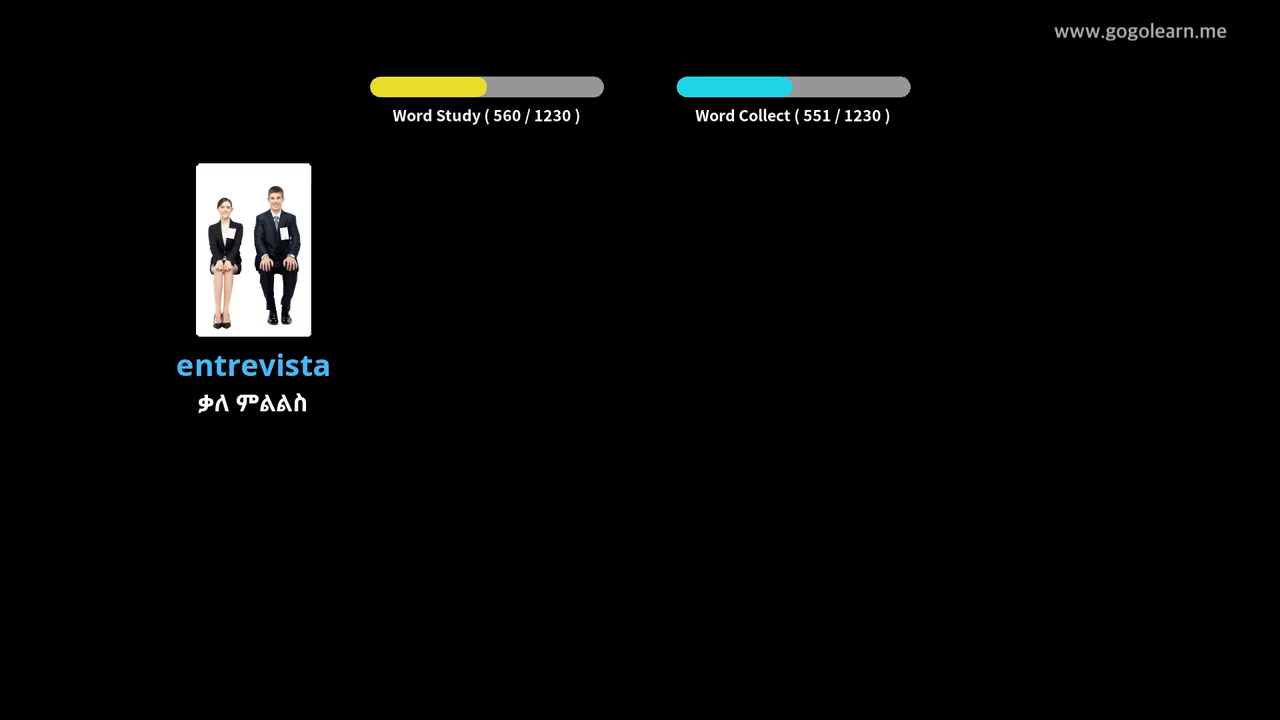 www.gogolearn.me
Word Study ( 560 / 1230 )
Word Collect ( 551 / 1230 )
entrevista
ቃለ ምልልስ